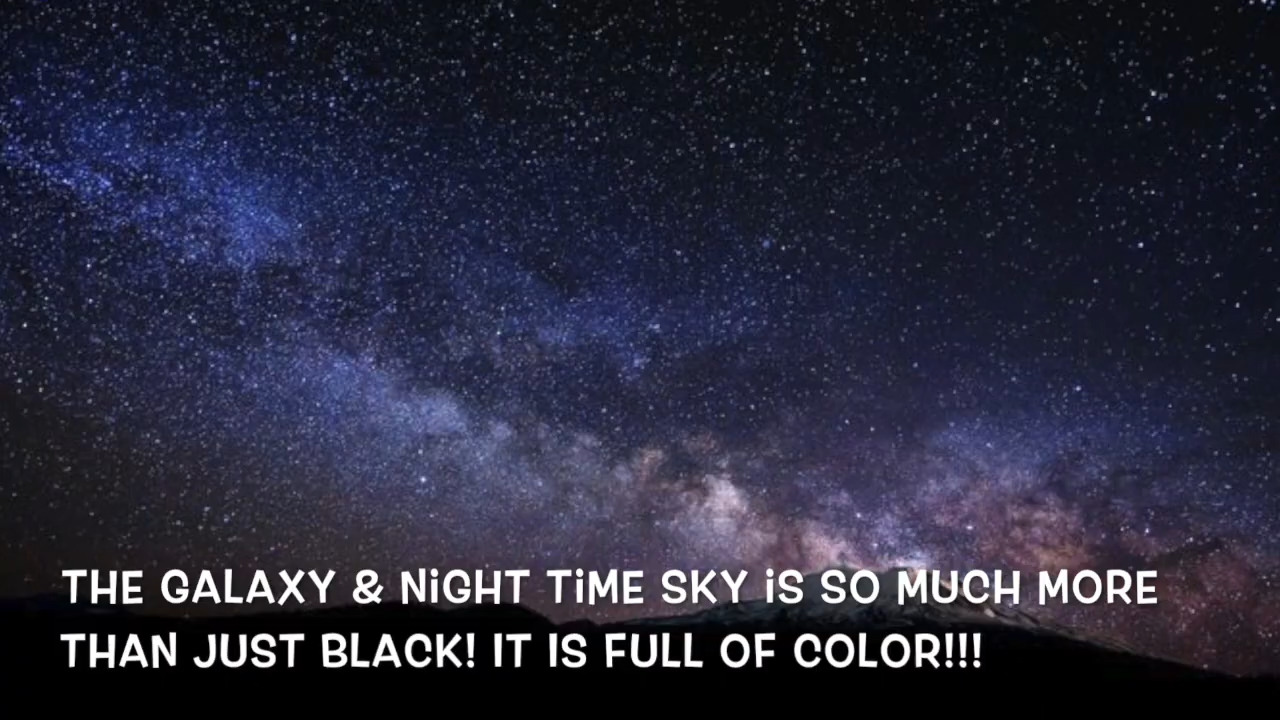 THE GALAXY & NiGHT TiME SKY iS SO MUCH MORE
THAN JUST BLACK! IT IS FULL OF COLOR!!!